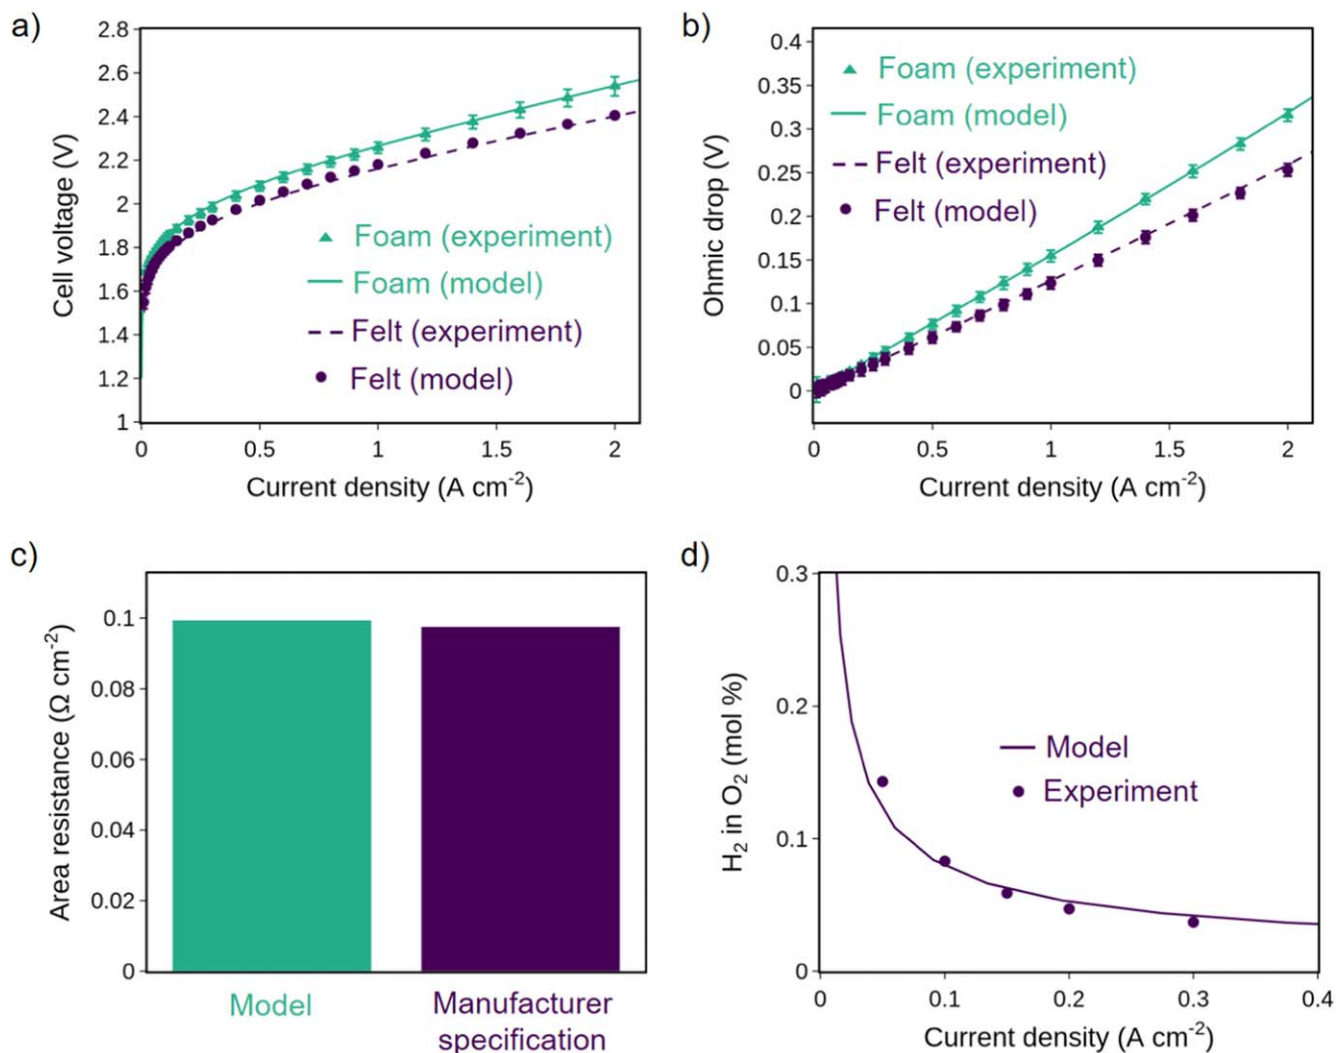 a)
2.8
2.6
2.4
2.2
2
1.8
1.6
1.4
1.2
1
Cell voltage (V)
Foam (experiment)
Foam (model)
Felt (experiment)
Felt (model)
0 0.5 1 1.5 2
Current density (A cm-2)
b)
0.4
0.35
0.3
0.25
0.2
0.15
0.1
0.05
0
Ohmic drop (V)
Foam (experiment)
Foam (model)
Felt (experiment)
Felt (model)
0 0.5 1 1.5 2
Current density (A cm-2)
c)
0.1
0.08
0.06
0.04
0.02
0
Area resistance (Ω cm-2)
Model
Manufacturer
specification
d)
0.3
0.2
0.1
0
H2 in O2 (mol %)
Model
Experiment
0 0.1 0.2 0.3 0.4
Current density (A cm-2)